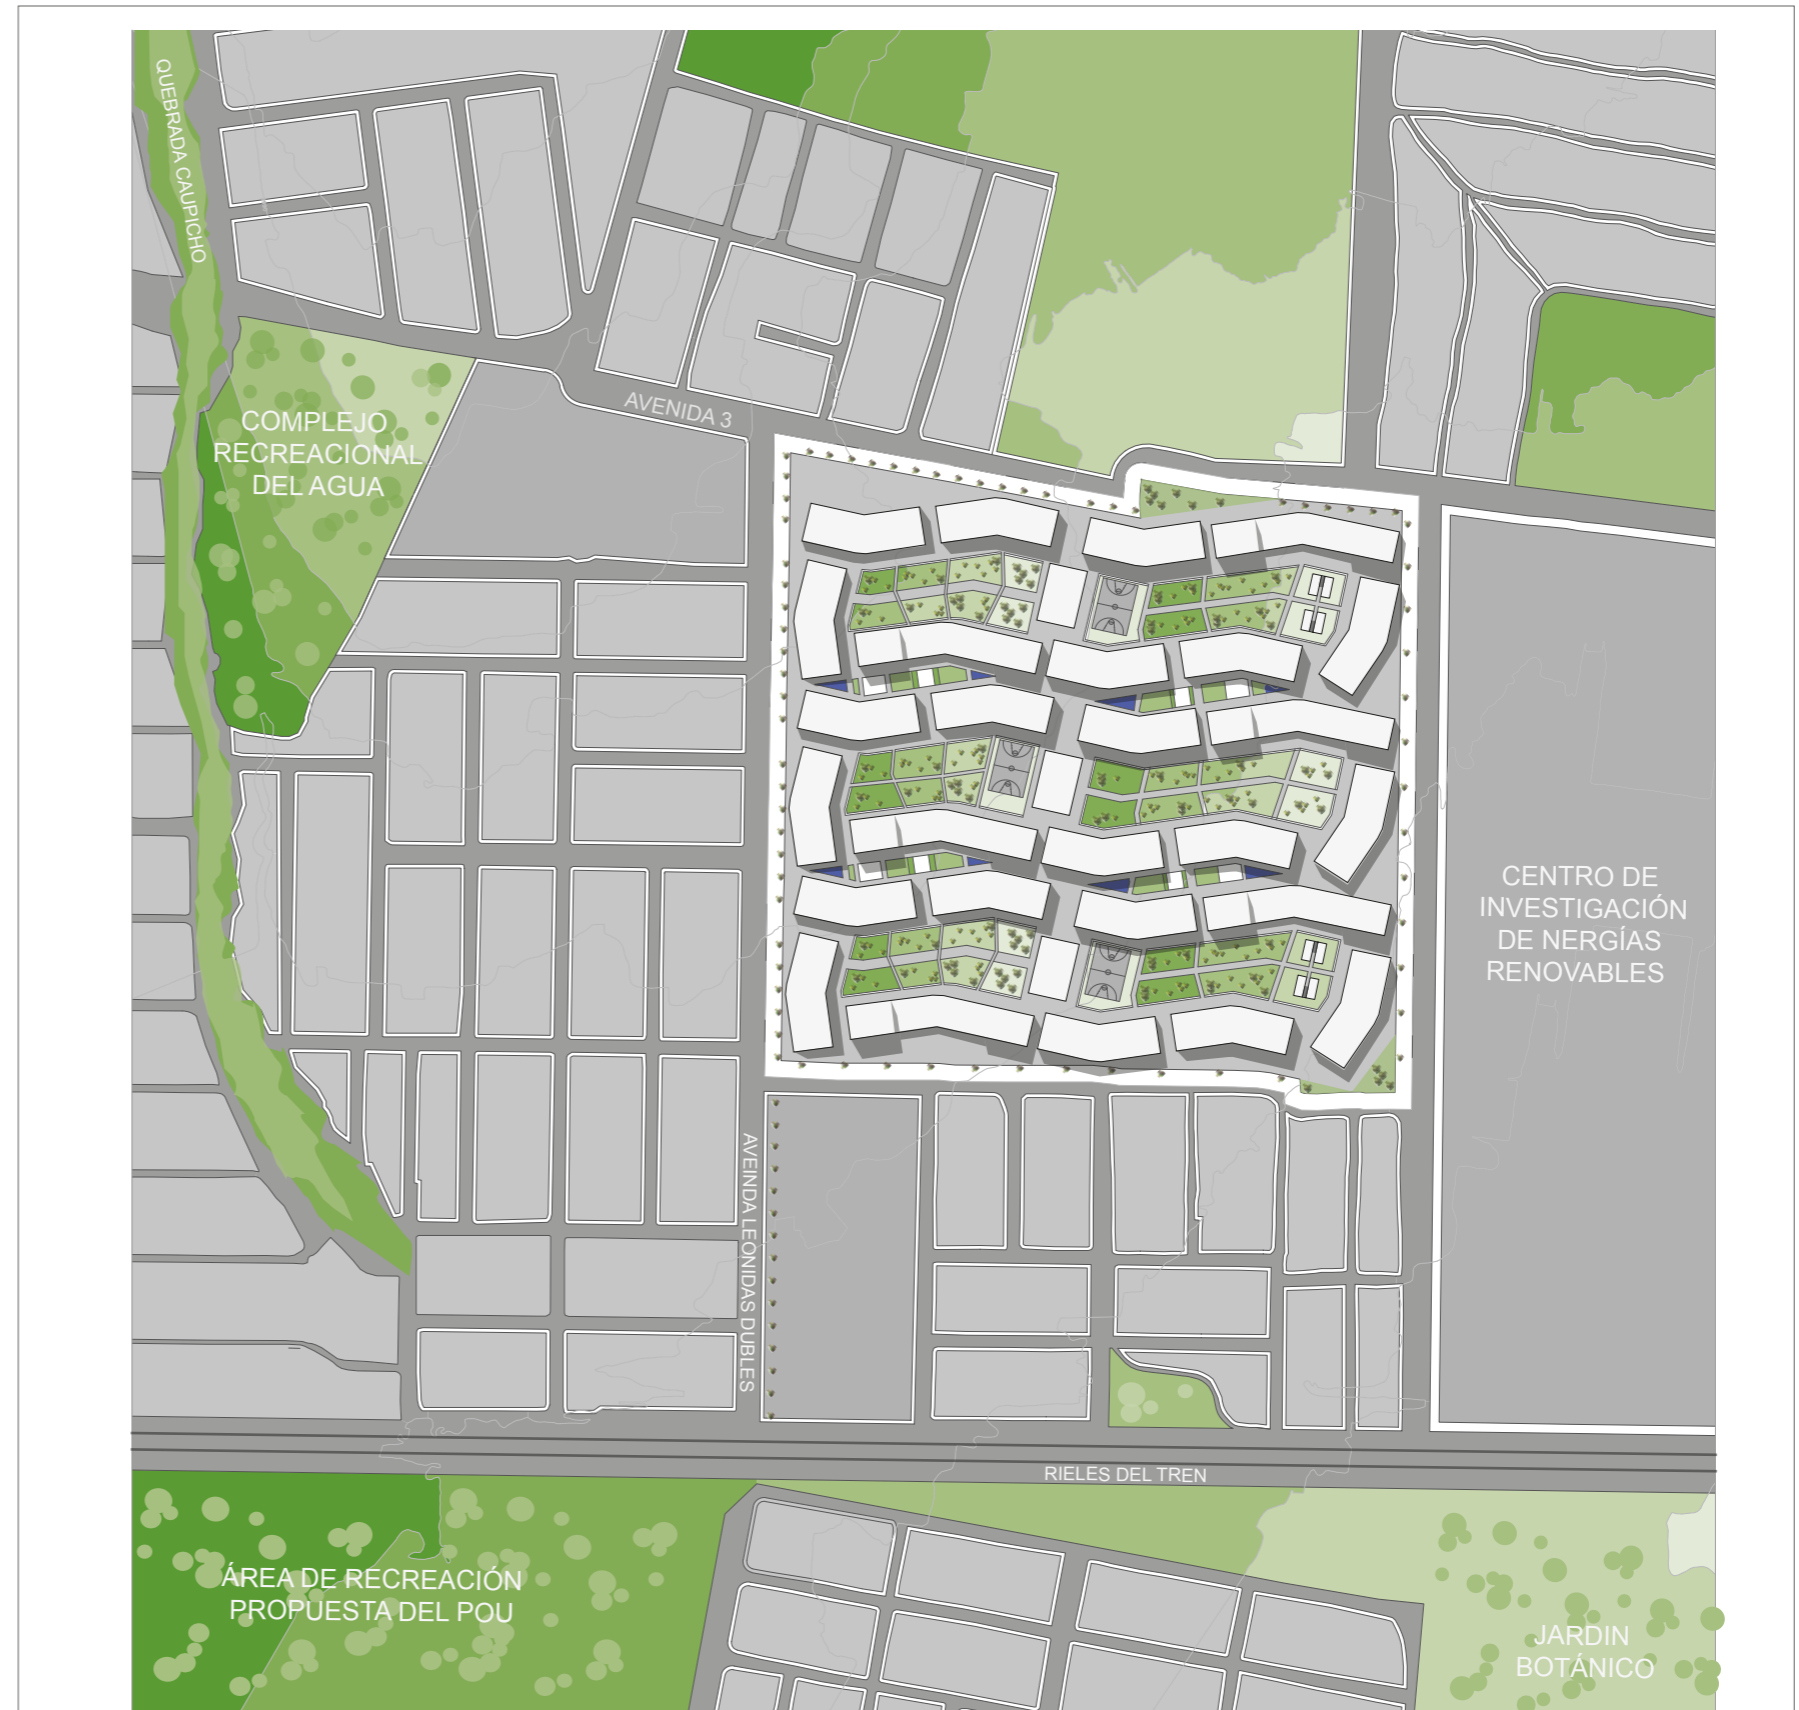 QUEBRADA CAUPICHO
COMPLEJO
RECREACIONAL
DEL AGUA
AVENIDA 3
CENTRO DE
INVESTIGACIÓN
DE NERGÍAS
RENOVABLES
AVEINDA LEONIDAS DUBLES
RIELES DEL TREN
ÁREA DE RECREACIÓN
PROPUESTA DEL POU
JARDIN
BOTÁNICO